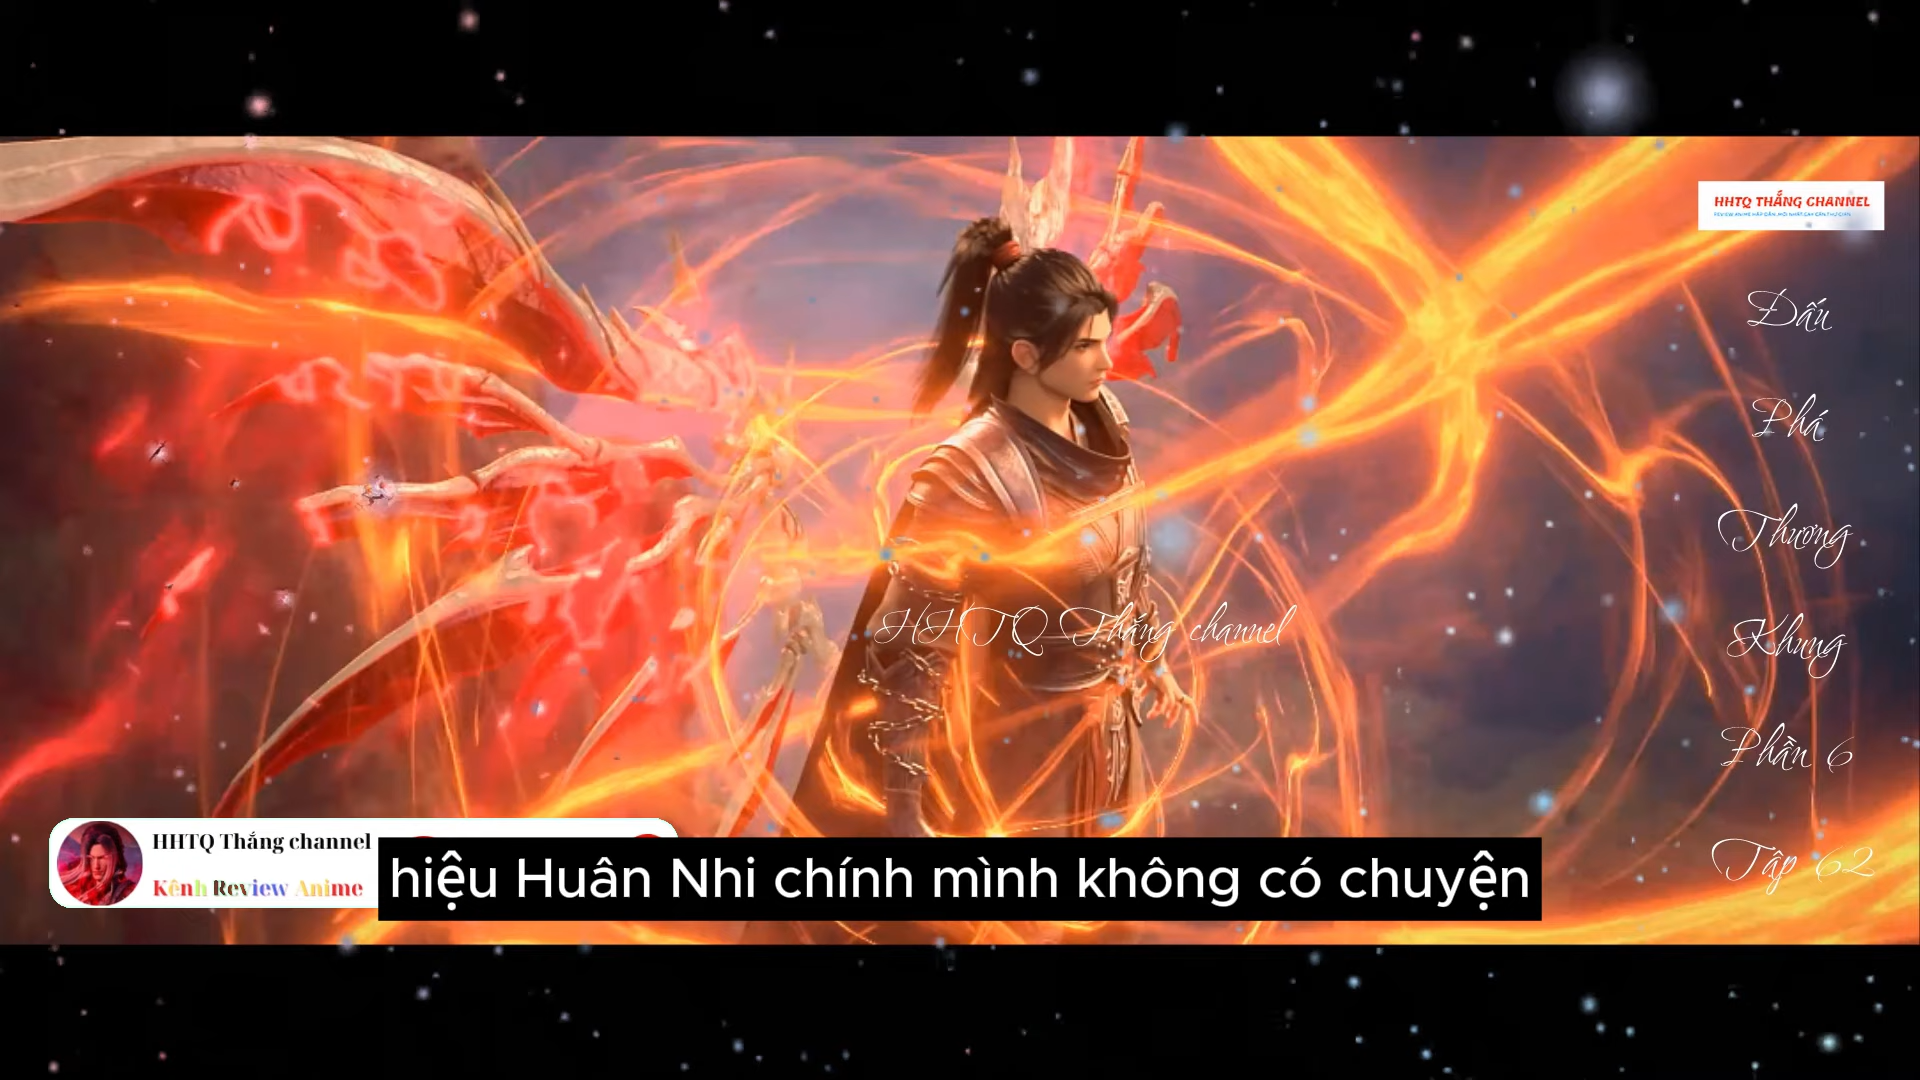 HHTQ THẮNG CHANNEL
Đấu
Phá
Thương
Khung
Phần 6
Tập 62
HHTQ Thắng channel
HHTQ Thắng channel
Kênh Review Anime
hiệu Huân Nhi chính mình không có chuyện